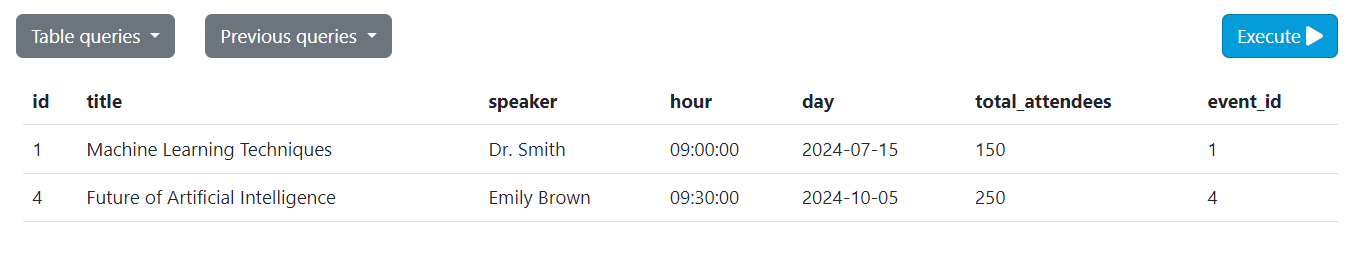 Table queries Previous queries Execute
id title speaker hour day total_attendees event_id
1 Machine Learning Techniques Dr. Smith 09:00:00 2024-07-15 150 1
4 Future of Artificial Intelligence Emily Brown 09:30:00 2024-10-05 250 4